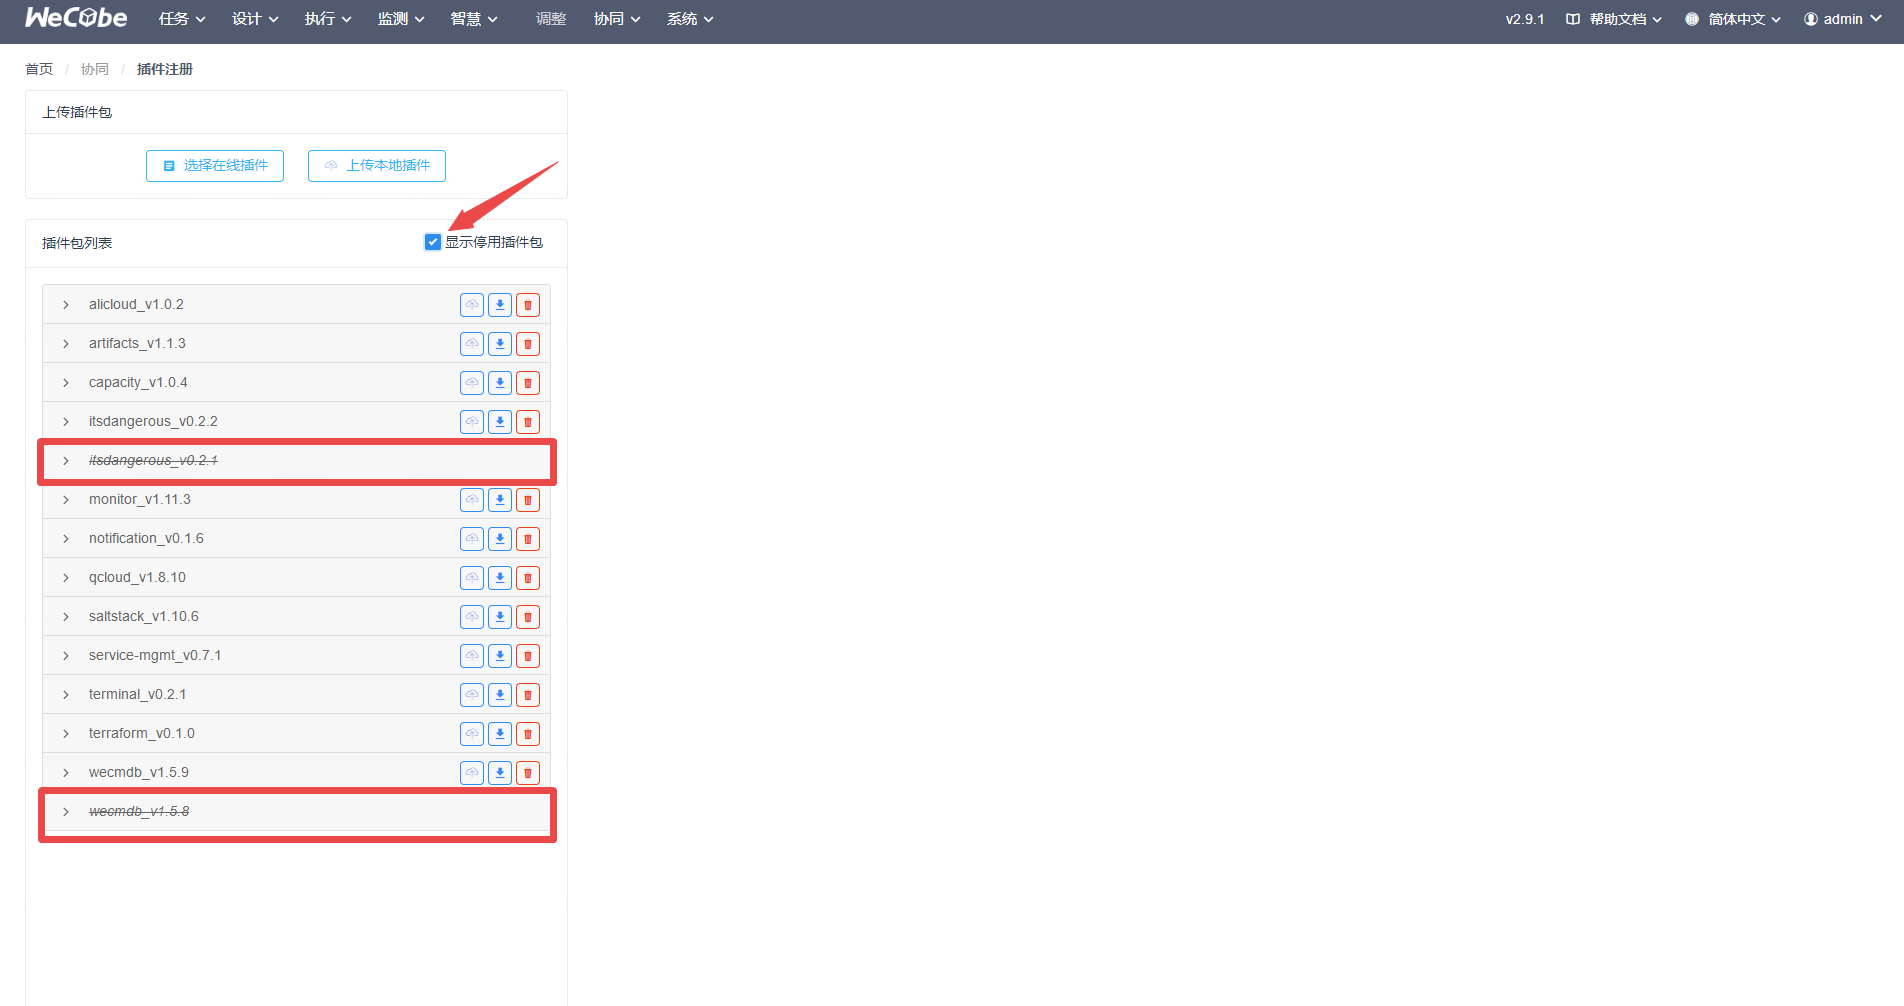 WeCube 任务 设计 执行 监测 智慧 调整 协同 系统 v2.9.1 帮助文档 简体中文 admin
首页 / 协同 / 插件注册
上传插件包
选择在线插件 上传本地插件
插件包列表 显示停用插件包
alicloud_v1.0.2
artifacts_v1.1.3
capacity_v1.0.4
itsdangerous_v0.2.2
itsdangerous_v0.2.1
monitor_v1.11.3
notification_v0.1.6
qcloud_v1.8.10
saltstack_v1.10.6
service-mgmt_v0.7.1
terminal_v0.2.1
terraform_v0.1.0
wecmdb_v1.5.9
wecmdb_v1.5.8